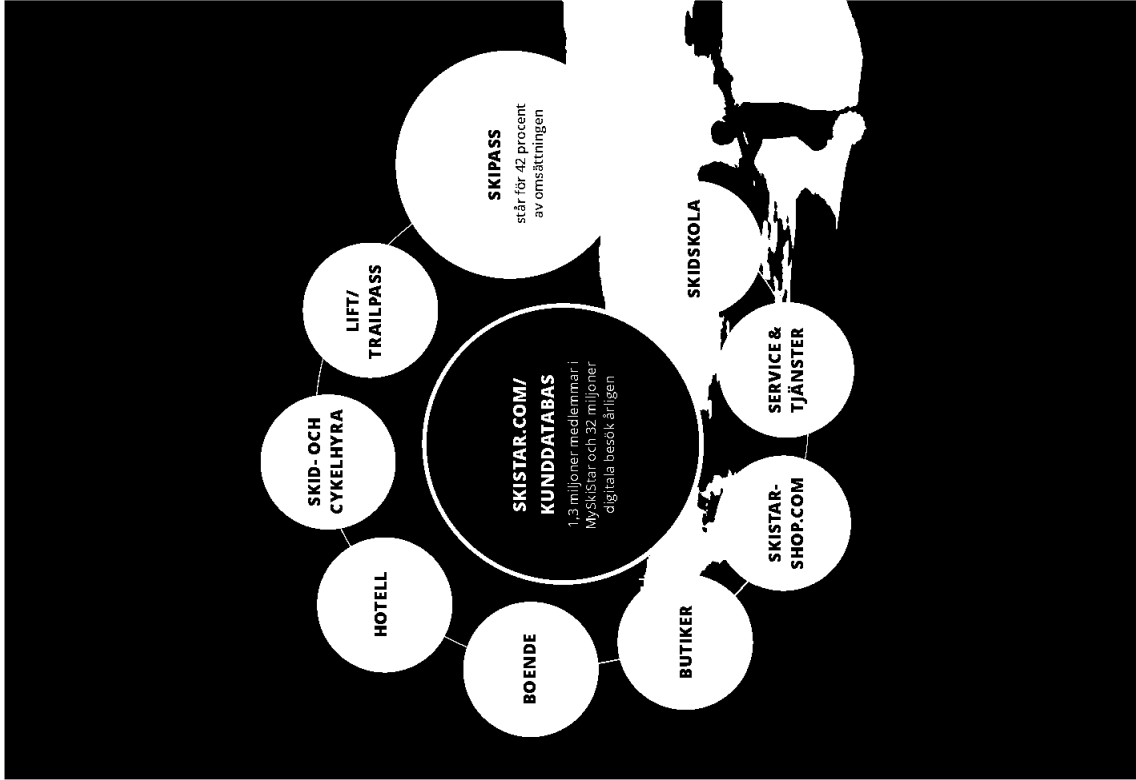 SKIPASS
står för 42 procent
av omsättningen
SKIDSKOLA
SERVICE &
TJÄNSTER
SKISTAR-
SHOP.COM
BUTIKER
BOENDE
HOTELL
SKID- OCH
CYKELHYRA
LIFT/
TRAILPASS
SKISTAR.COM/
KUNDDATABAS
1,3 miljoner medlemmar i
MySkiStar och 32 miljoner
digitala besök årligen